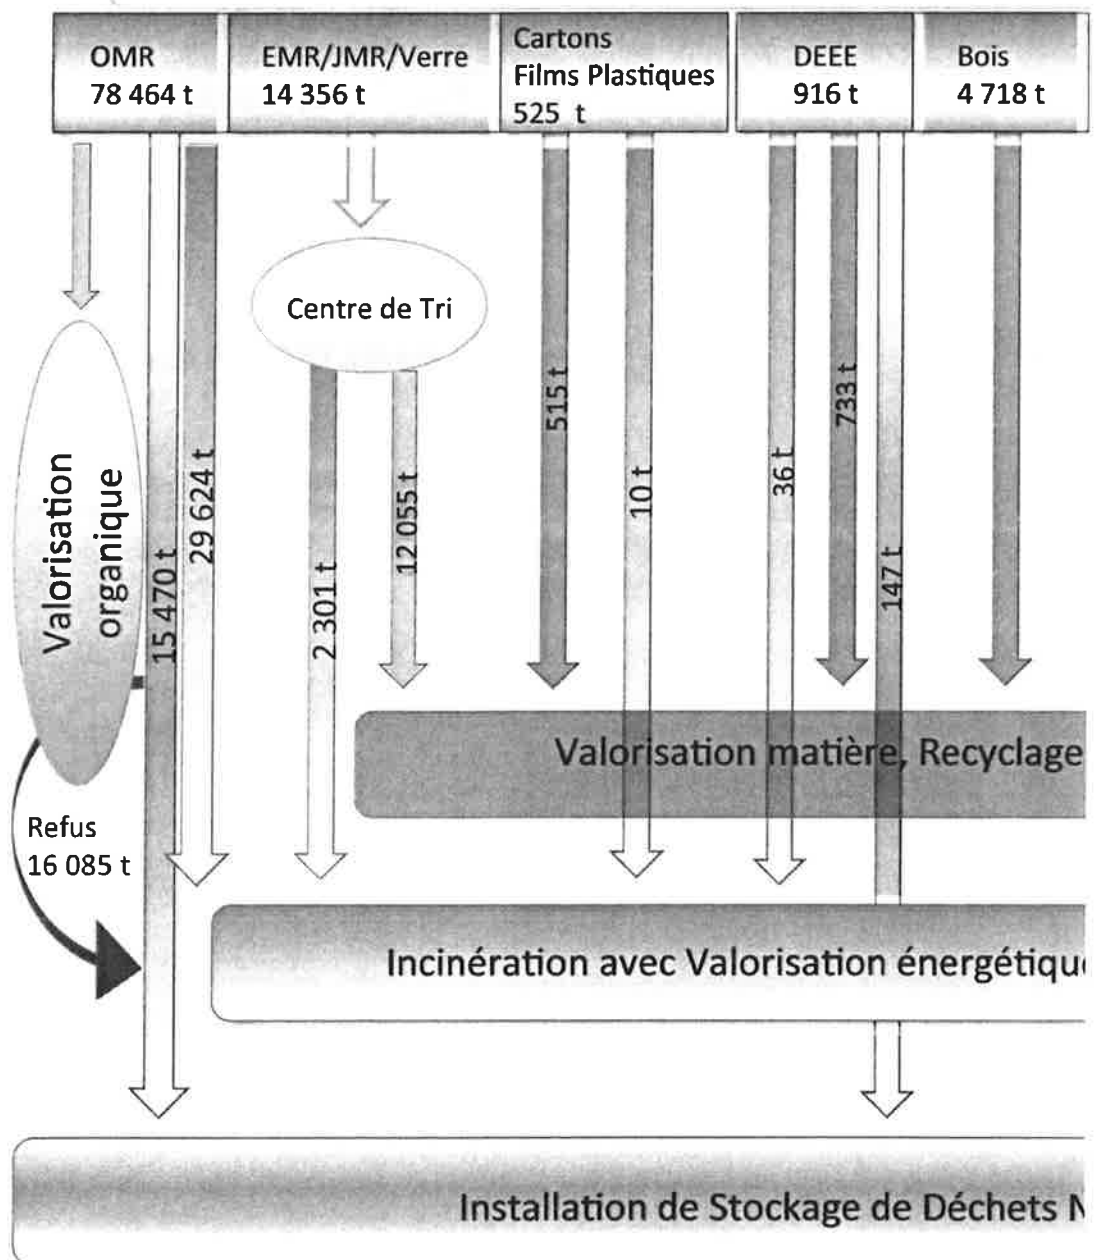 OMR
78 464 t
EMR/JMR/Verre
14 356 t
Cartons
Films Plastiques
525 t
DEEE
916 t
Bois
4 718 t
Centre de Tri
Valorisation
organique
15 470 t
29 624 t
2 301 t
12 055 t
515 t
10 t
36 t
733 t
147 t
Valorisation matière, Recyclage
Refus
16 085 t
Incinération avec Valorisation énergétique
Installation de Stockage de Déchets N